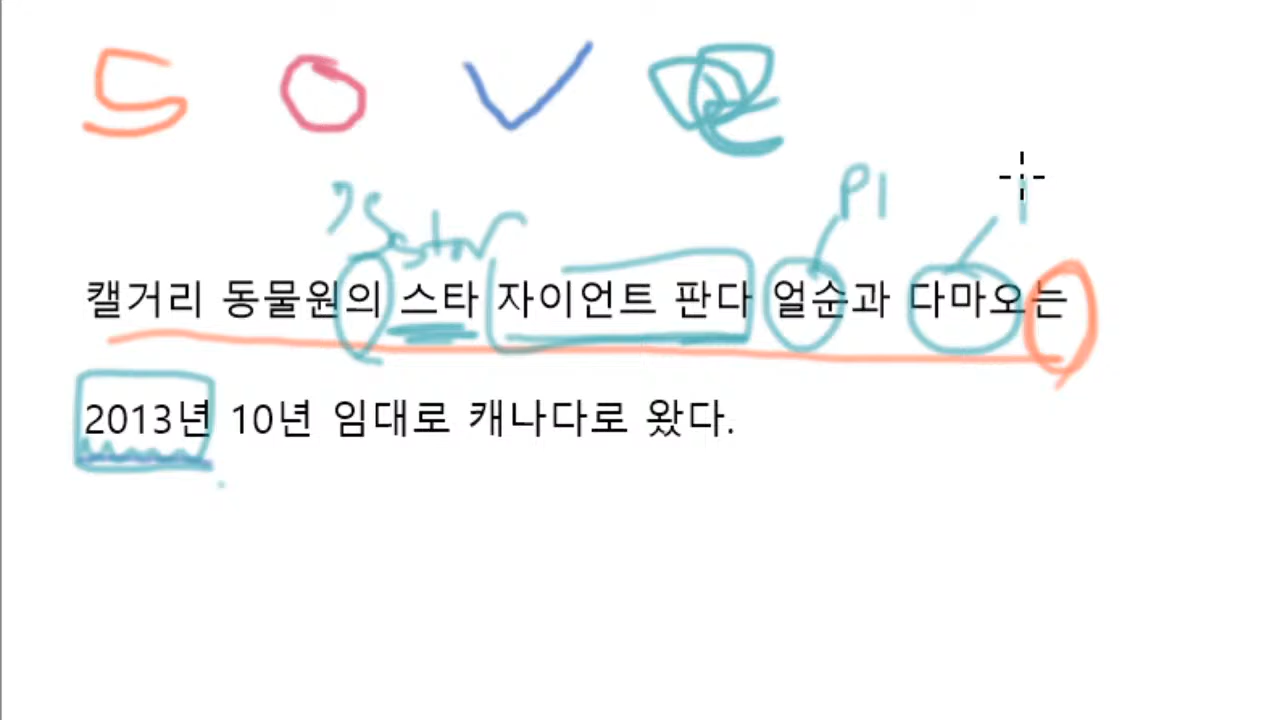 S O V
's star P1
캘거리 동물원의 스타 자이언트 판다 얼순과 다마오는
2013년 10년 임대로 캐나다로 왔다.